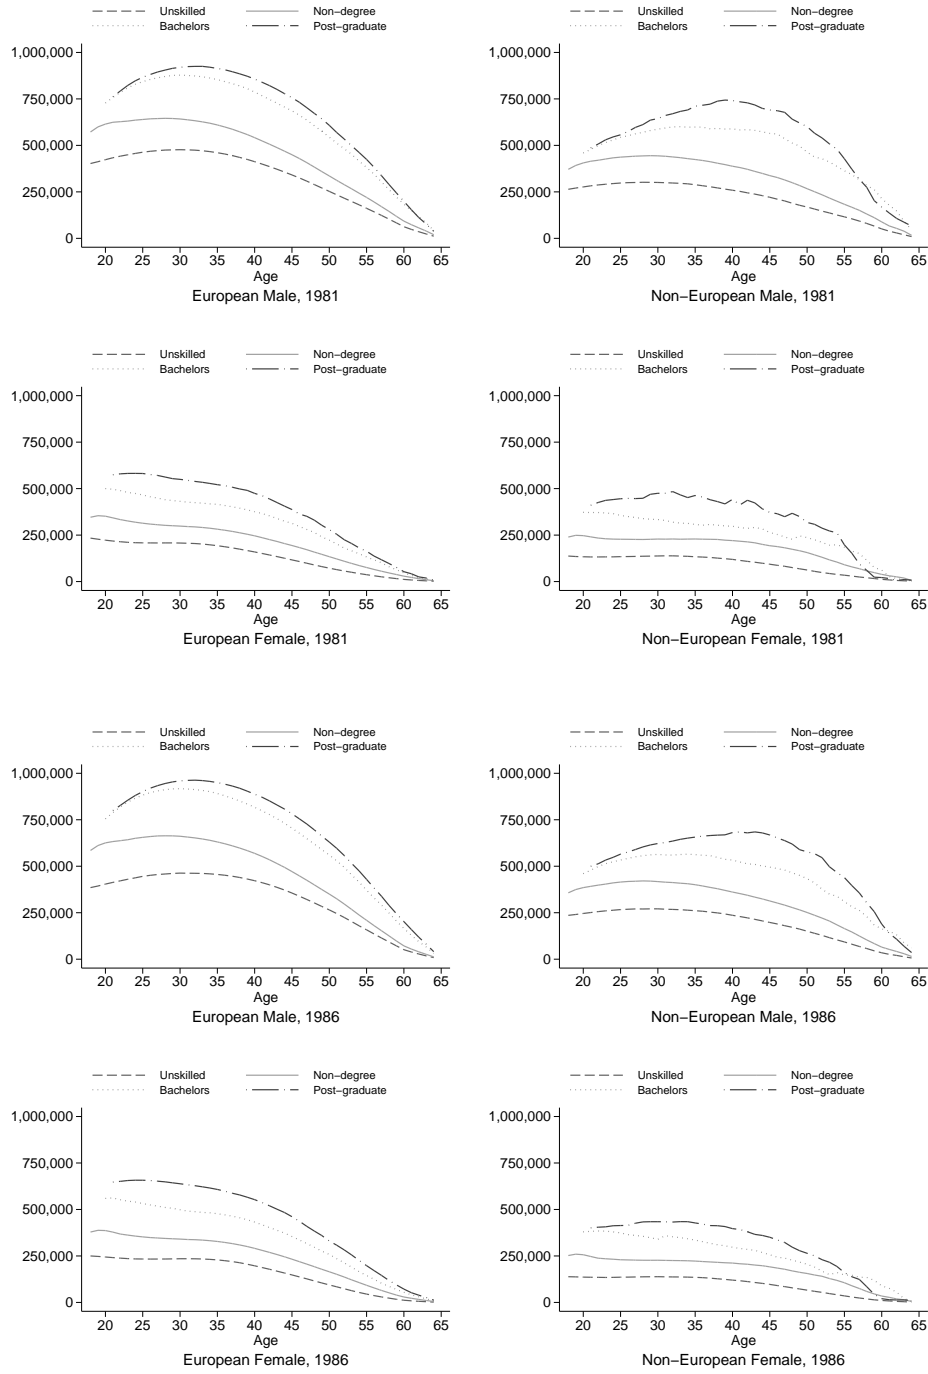 Unskilled Non−degree
Bachelors Post−graduate
1,000,000
750,000
500,000
250,000
0
20 25 30 35 40 45 50 55 60 65
Age
European Male, 1981
Unskilled Non−degree
Bachelors Post−graduate
1,000,000
750,000
500,000
250,000
0
20 25 30 35 40 45 50 55 60 65
Age
Non−European Male, 1981
Unskilled Non−degree
Bachelors Post−graduate
1,000,000
750,000
500,000
250,000
0
20 25 30 35 40 45 50 55 60 65
Age
European Female, 1981
Unskilled Non−degree
Bachelors Post−graduate
1,000,000
750,000
500,000
250,000
0
20 25 30 35 40 45 50 55 60 65
Age
Non−European Female, 1981
Unskilled Non−degree
Bachelors Post−graduate
1,000,000
750,000
500,000
250,000
0
20 25 30 35 40 45 50 55 60 65
Age
European Male, 1986
Unskilled Non−degree
Bachelors Post−graduate
1,000,000
750,000
500,000
250,000
0
20 25 30 35 40 45 50 55 60 65
Age
Non−European Male, 1986
Unskilled Non−degree
Bachelors Post−graduate
1,000,000
750,000
500,000
250,000
0
20 25 30 35 40 45 50 55 60 65
Age
European Female, 1986
Unskilled Non−degree
Bachelors Post−graduate
1,000,000
750,000
500,000
250,000
0
20 25 30 35 40 45 50 55 60 65
Age
Non−European Female, 1986